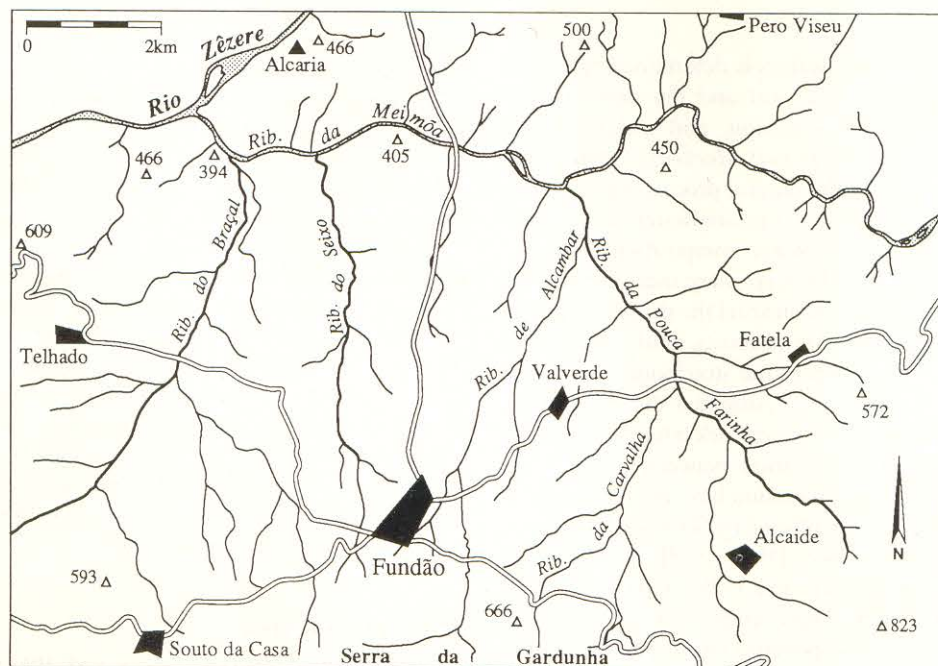 0 2km
Zêzere
Rio
466
Alcaria
500
Pero Viseu
Rib. da Meimôa
405
450
466
394
609
Rib. do Braçal
Rib. do Seixo
Rib. de Alcambar
Rib da Pouca Farinha
Telhado
Valverde
Fatela
572
Rib. da Carvalha
Fundão
Alcaide
N
593
666
823
Souto da Casa
Serra da Gardunha